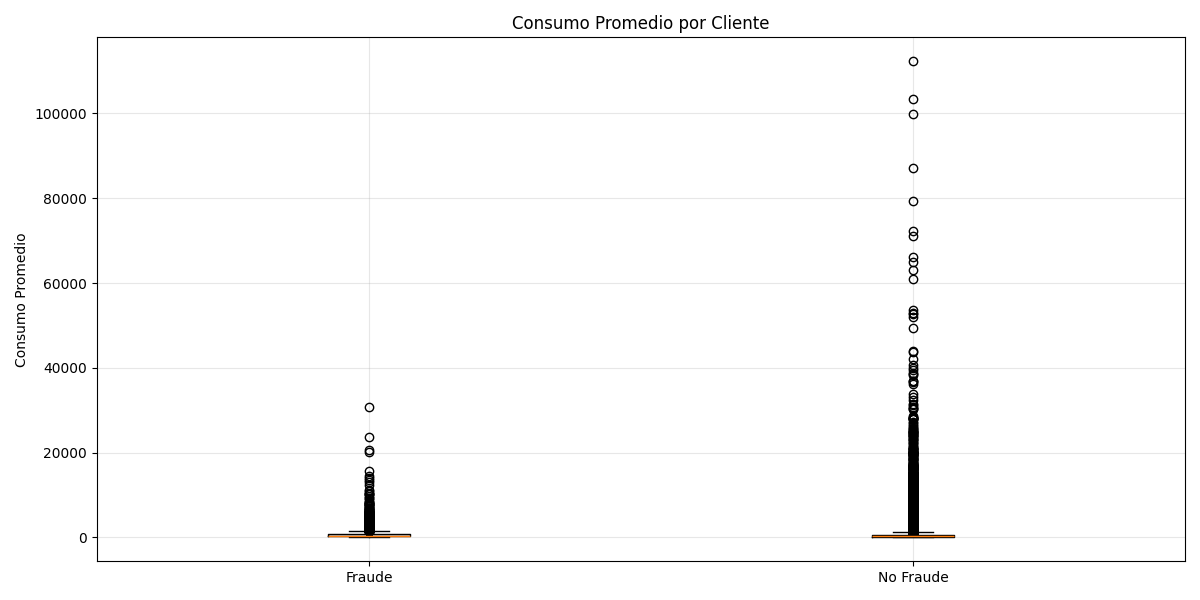 Consumo Promedio por Cliente
Consumo Promedio
100000
80000
60000
40000
20000
0
Fraude
No Fraude